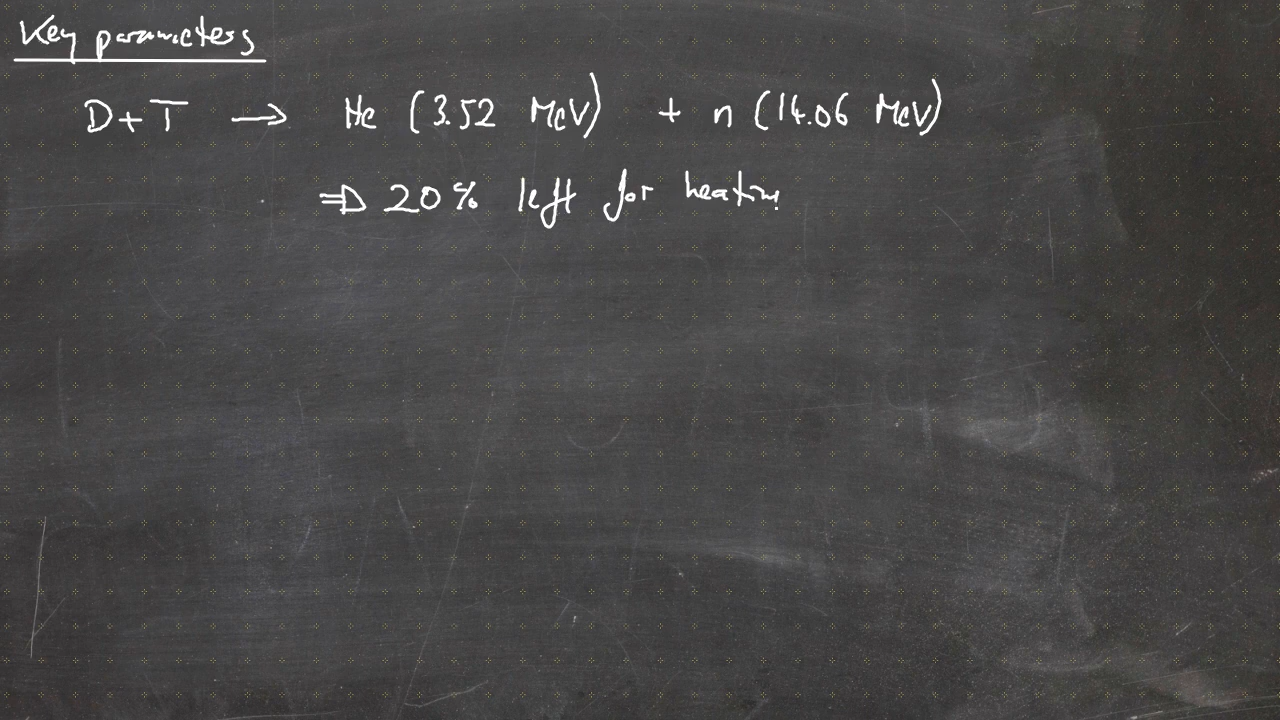 Key parameters
D+T → He (3.52 MeV) + n (14.06 MeV)
⇒ 20% left for heating